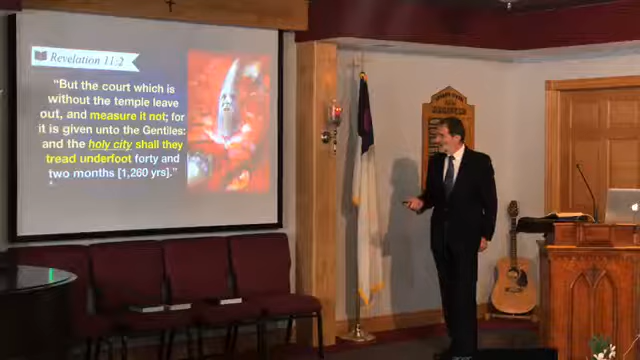 Revelation 11:2
"But the court which is
without the temple leave
out, and measure it not; for
it is given unto the Gentiles:
and the holy city shall they
tread underfoot forty and
two months [1,260 yrs]."